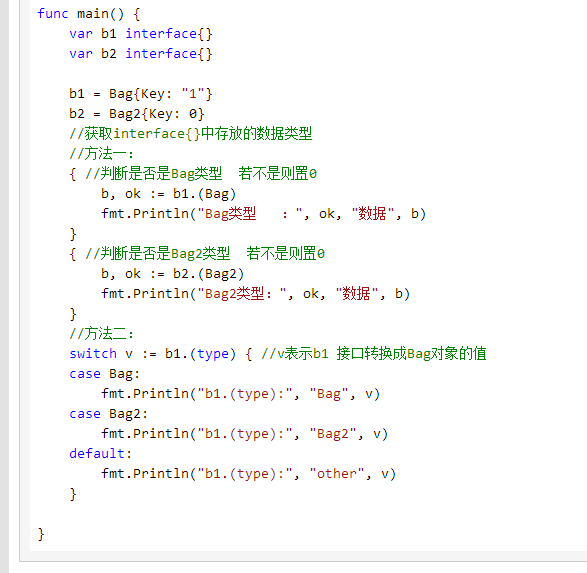 func main() {
    var b1 interface{}
    var b2 interface{}

    b1 = Bag{Key: "1"}
    b2 = Bag2{Key: 0}
    //获取interface{}中存放的数据类型
    //方法一：
    { //判断是否是Bag类型  若不是则置0
        b, ok := b1.(Bag)
        fmt.Println("Bag类型   ：", ok, "数据", b)
    }
    { //判断是否是Bag2类型  若不是则置0
        b, ok := b2.(Bag2)
        fmt.Println("Bag2类型：", ok, "数据", b)
    }
    //方法二：
    switch v := b1.(type) { //v表示b1 接口转换成Bag对象的值
    case Bag:
        fmt.Println("b1.(type):", "Bag", v)
    case Bag2:
        fmt.Println("b1.(type):", "Bag2", v)
    default:
        fmt.Println("b1.(type):", "other", v)
    }

}